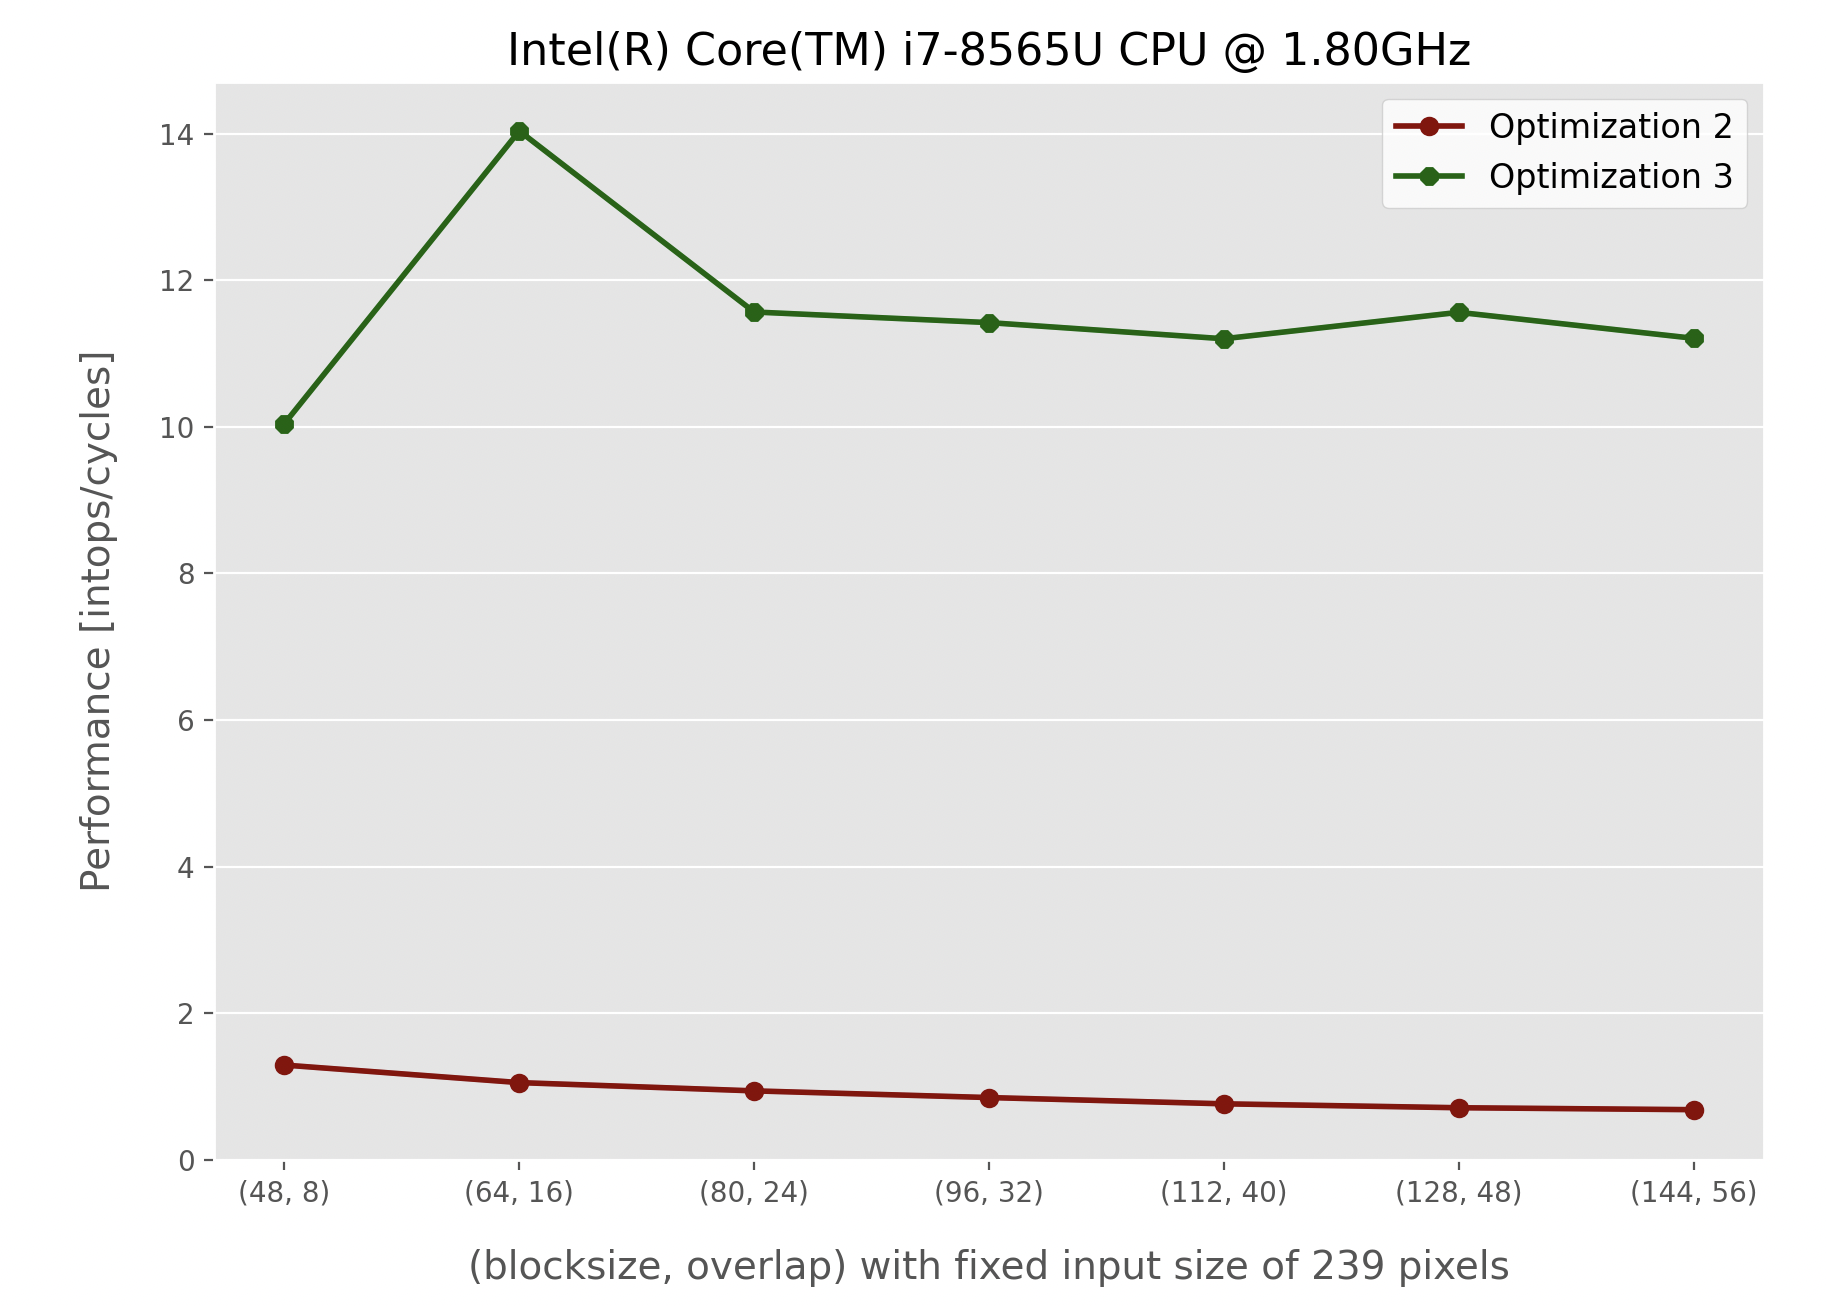 Intel(R) Core(TM) i7-8565U CPU @ 1.80GHz
Optimization 2
Optimization 3
Performance [intops/cycles]
14
12
10
8
6
4
2
0
(48, 8) (64, 16) (80, 24) (96, 32) (112, 40) (128, 48) (144, 56)
(blocksize, overlap) with fixed input size of 239 pixels